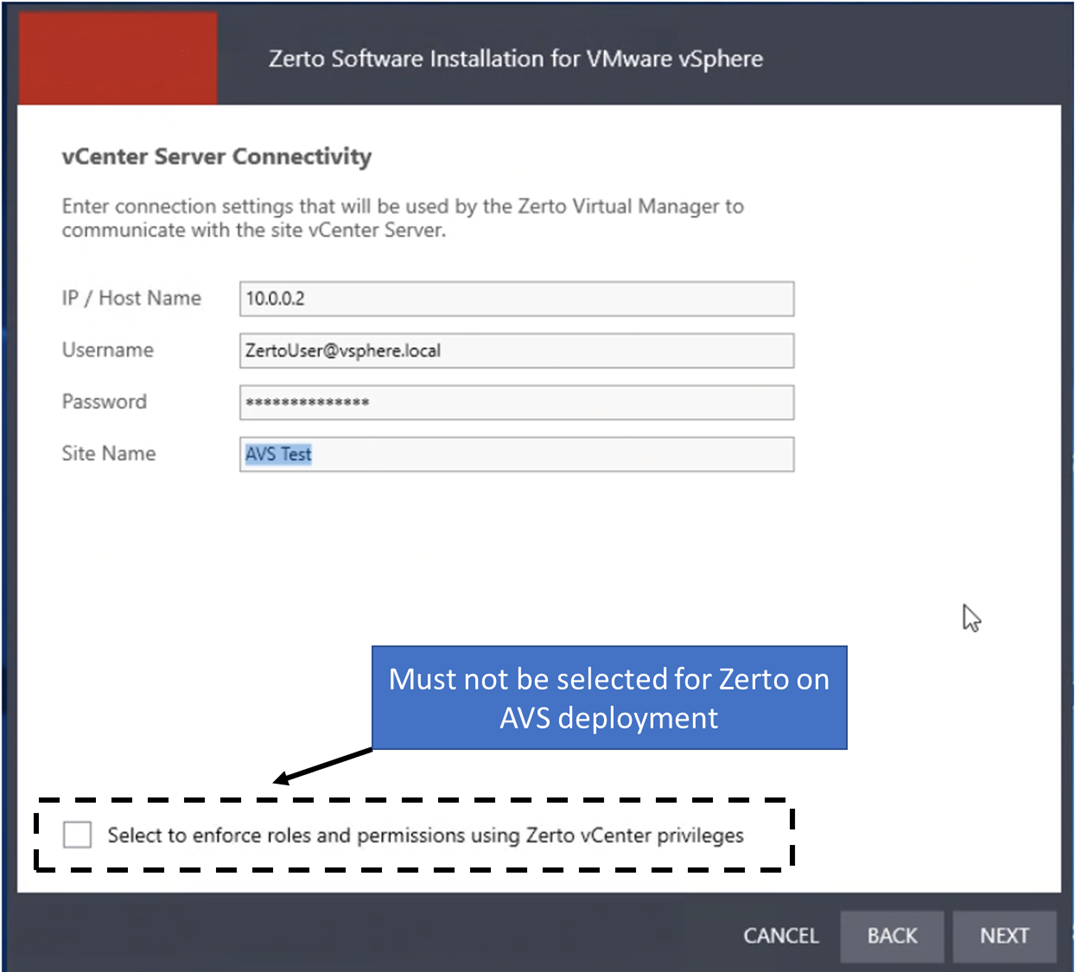 Zerto Software Installation for VMware vSphere
vCenter Server Connectivity
Enter connection settings that will be used by the Zerto Virtual Manager to
communicate with the site vCenter Server.
IP / Host Name 10.0.0.2
Username ZertoUser@vsphere.local
Password **************
Site Name AVS Test
Must not be selected for Zerto on
AVS deployment
Select to enforce roles and permissions using Zerto vCenter privileges
CANCEL BACK NEXT